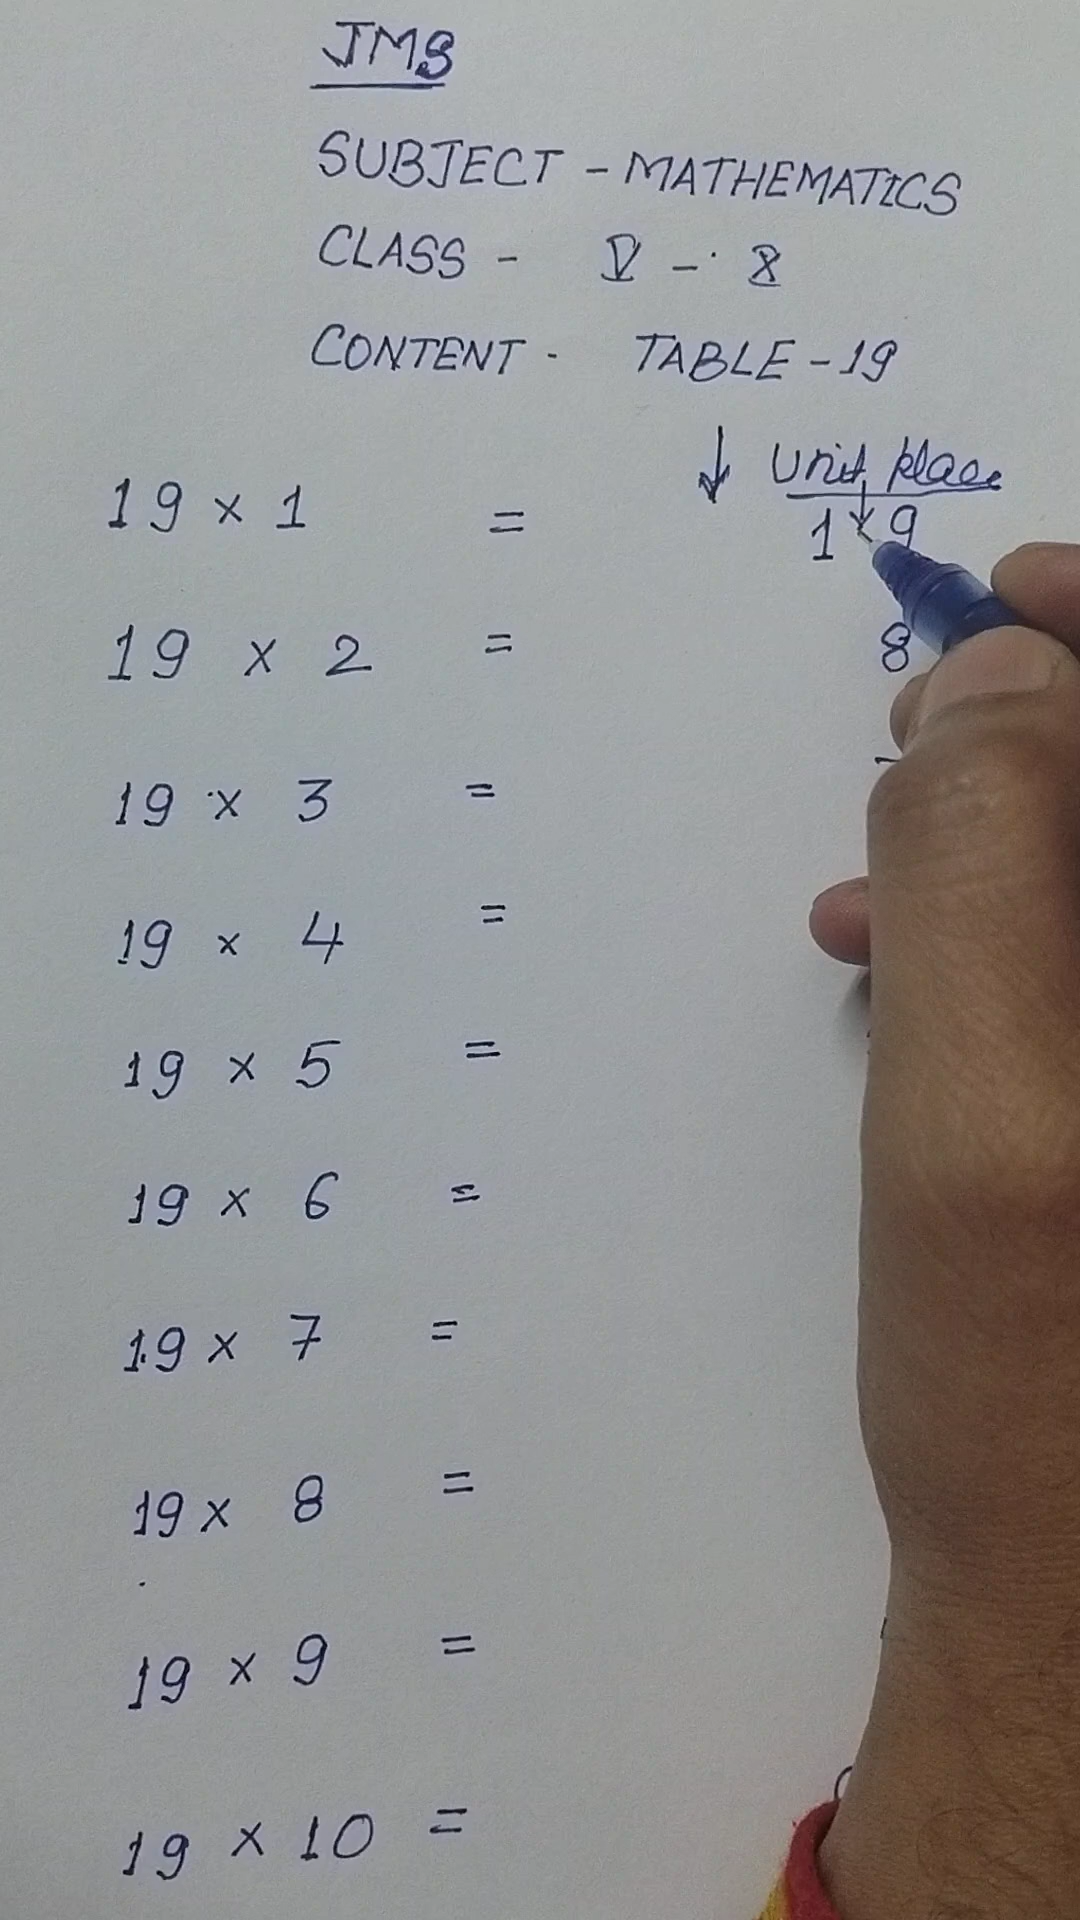 JMS
SUBJECT - MATHEMATICS
CLASS - V - X
CONTENT - TABLE - 19
↓ Unit place
19 × 1 = 1 9
19 × 2 = 8
19 × 3 =
19 × 4 =
19 × 5 =
19 × 6 =
19 × 7 =
19 × 8 =
19 × 9 =
19 × 10 =